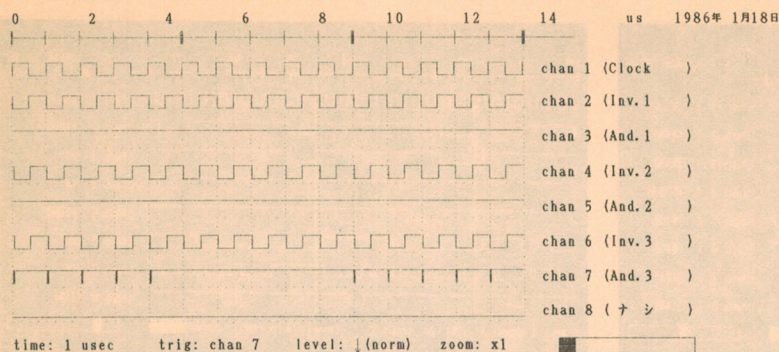 0 2 4 6 8 10 12 14 us 1986年 1月18日
chan 1 (Clock )
chan 2 (Inv.1 )
chan 3 (And.1 )
chan 4 (Inv.2 )
chan 5 (And.2 )
chan 6 (Inv.3 )
chan 7 (And.3 )
chan 8 (ナシ )
time: 1 usec trig: chan 7 level: ↓(norm) zoom: x1